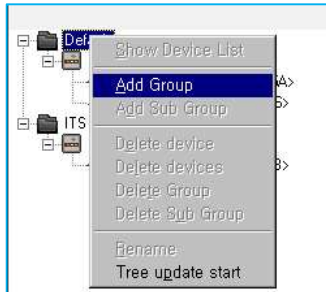 Def
Show Device List
Add Group
Add Sub Group
Delete device
Delete devices
Delete Group
Delete Sub Group
Rename
Tree update start
ITS